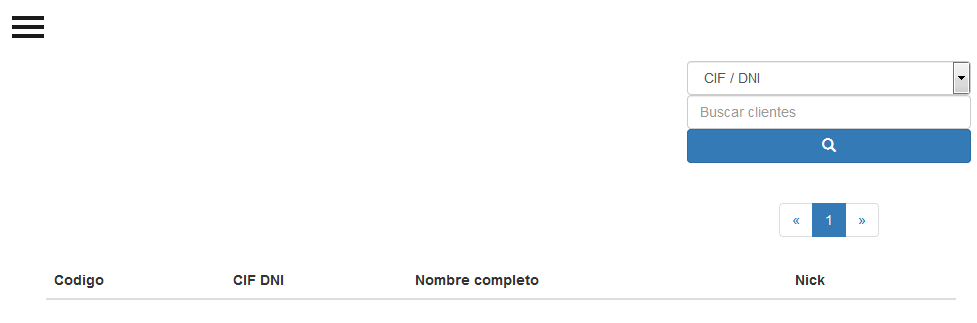 CIF / DNI
Buscar clientes
« 1 »
Codigo CIF DNI Nombre completo Nick